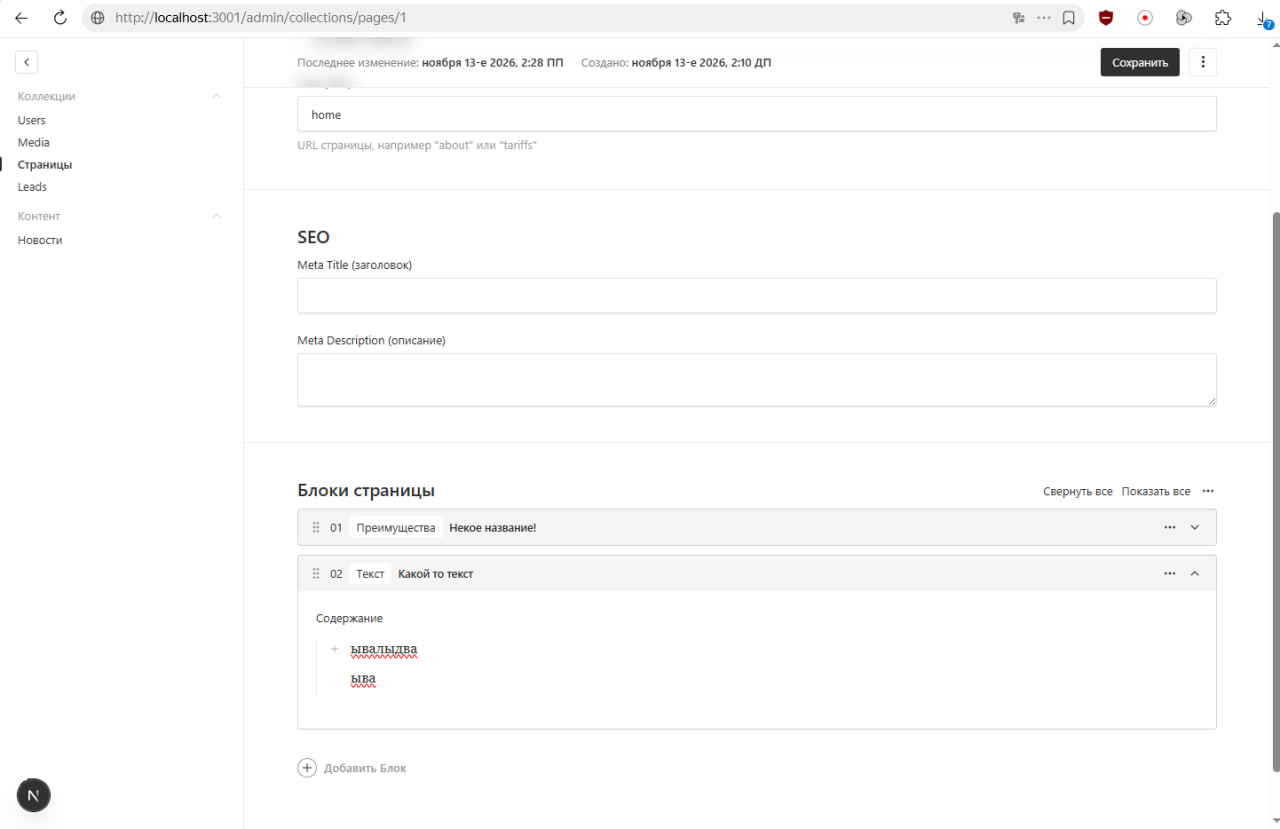 http://localhost:3001/admin/collections/pages/1
7
Последнее изменение: ноября 13-е 2026, 2:28 ПП Создано: ноября 13-е 2026, 2:10 ДП
Сохранить
Коллекции
Users
Media
Страницы
Leads
Контент
Новости
home
URL страницы, например "about" или "tariffs"
SEO
Meta Title (заголовок)
Meta Description (описание)
Блоки страницы
Свернуть все Показать все
01 Преимущества Некое название!
02 Текст Какой то текст
Содержание
ывалыдва
ыва
Добавить Блок
N